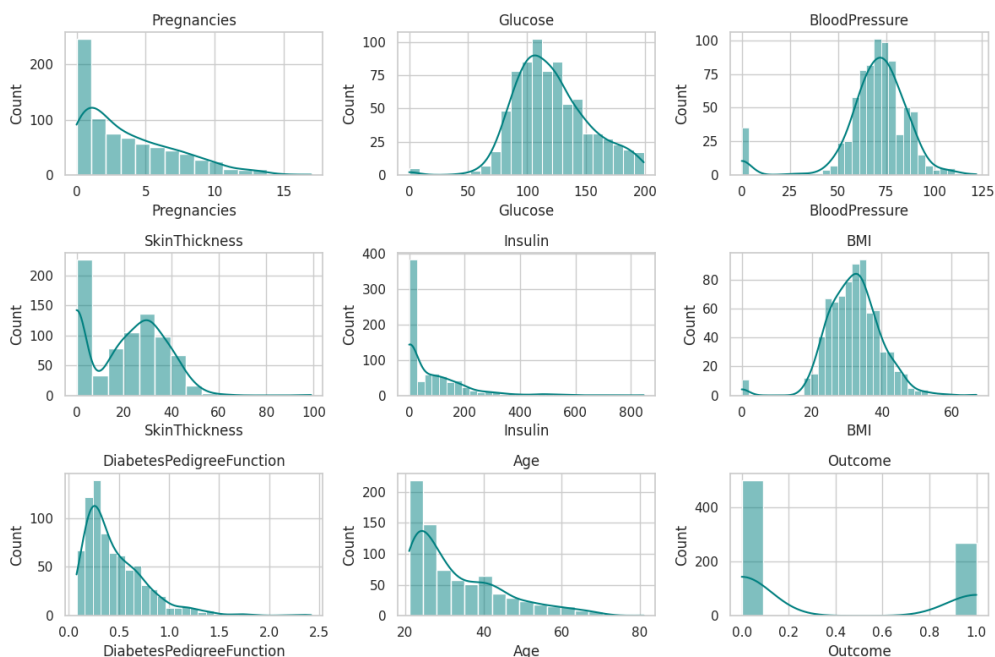 Pregnancies
Count
200
100
0
0 5 10 15
Pregnancies
Glucose
Count
100
75
50
25
0
0 50 100 150 200
Glucose
BloodPressure
Count
100
75
50
25
0
0 25 50 75 100 125
BloodPressure
SkinThickness
Count
200
150
100
50
0
0 20 40 60 80 100
SkinThickness
Insulin
Count
400
300
200
100
0
0 200 400 600 800
Insulin
BMI
Count
80
60
40
20
0
0 20 40 60
BMI
DiabetesPedigreeFunction
Count
100
50
0
0.0 0.5 1.0 1.5 2.0 2.5
DiabetesPedigreeFunction
Age
Count
200
150
100
50
0
20 40 60 80
Age
Outcome
Count
400
200
0
0.0 0.2 0.4 0.6 0.8 1.0
Outcome